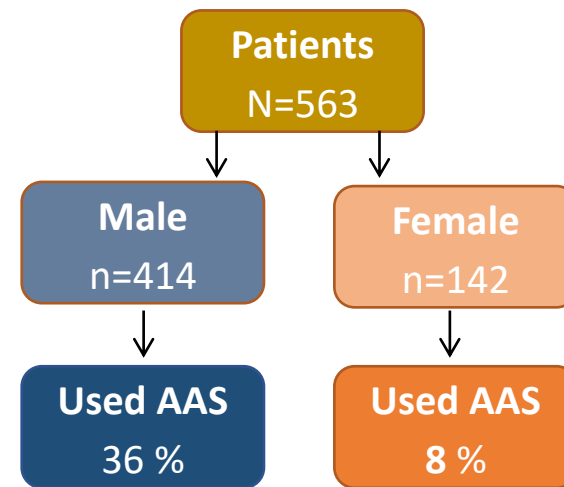 Patients
N=563
Male
n=414
Female
n=142
Used AAS
36 %
Used AAS
8 %